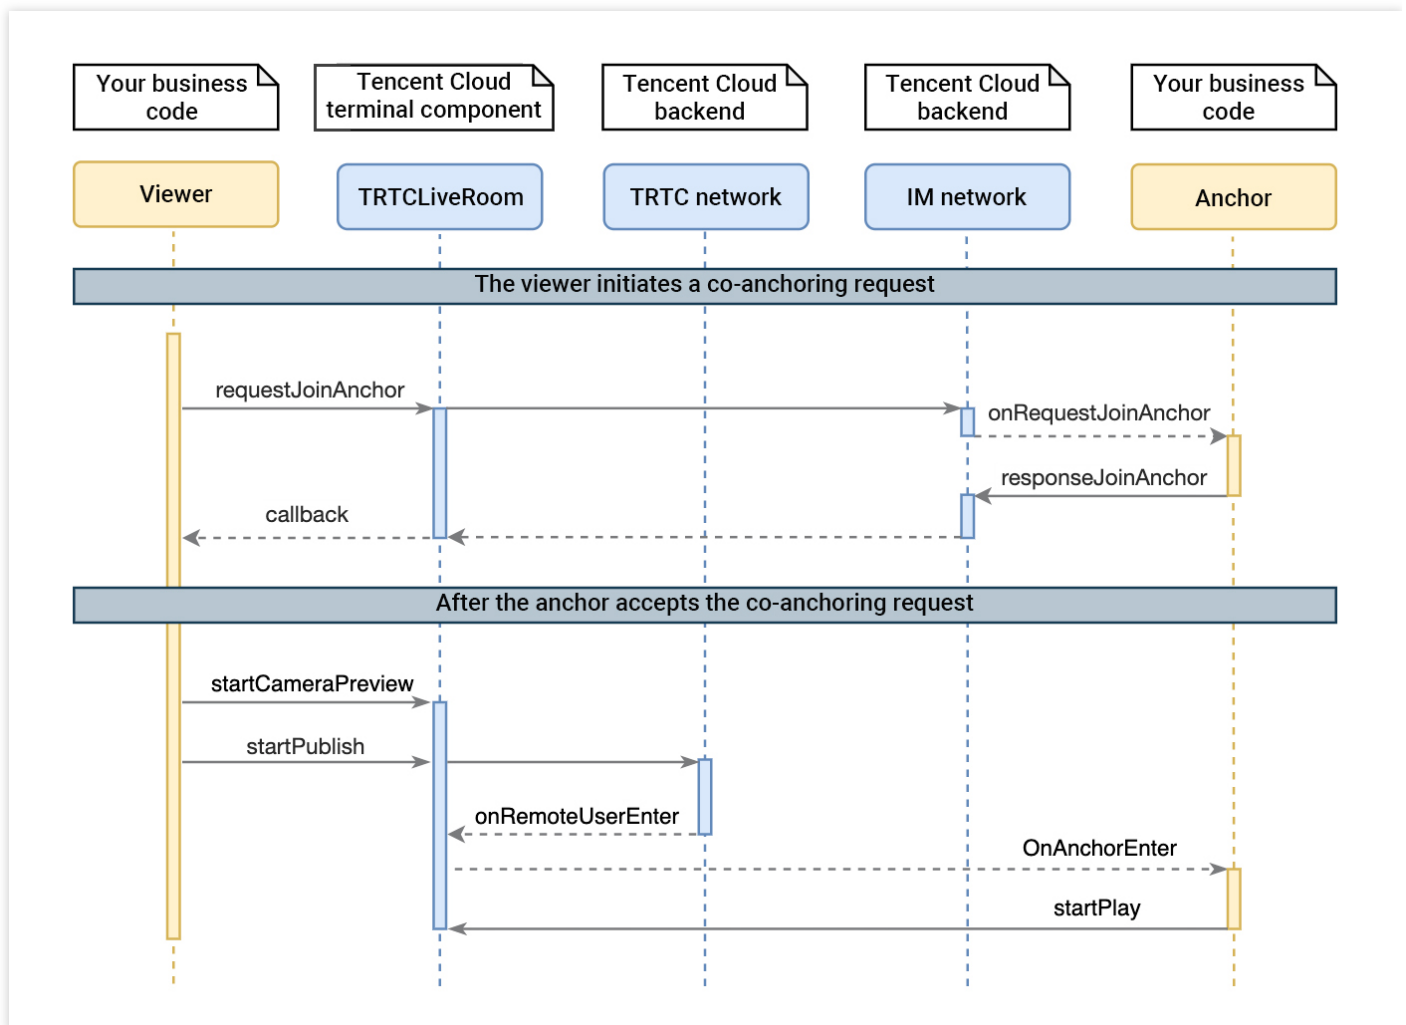 Your business
code
Tencent Cloud
terminal component
Tencent Cloud
backend
Tencent Cloud
backend
Your business
code
Viewer
TRTCLiveRoom
TRTC network
IM network
Anchor
The viewer initiates a co-anchoring request
requestJoinAnchor
onRequestJoinAnchor
responseJoinAnchor
callback
After the anchor accepts the co-anchoring request
startCameraPreview
startPublish
onRemoteUserEnter
OnAnchorEnter
startPlay